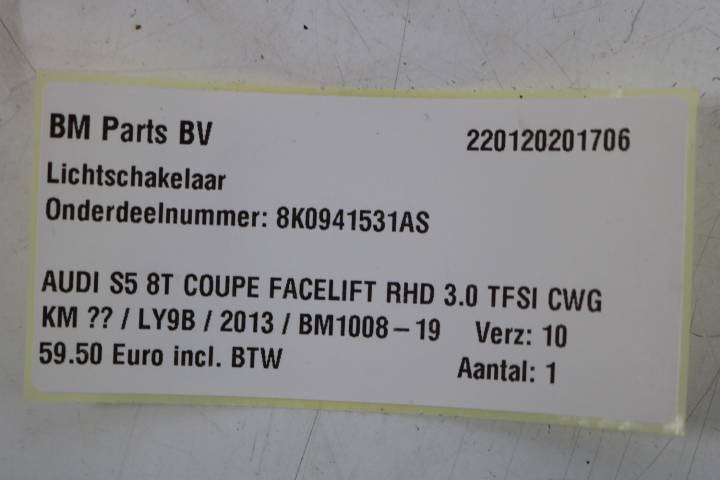 BM Parts BV 220120201706
Lichtschakelaar
Onderdeelnummer: 8K0941531AS
AUDI S5 8T COUPE FACELIFT RHD 3.0 TFSI CWG
KM ?? / LY9B / 2013 / BM1008-19 Verz: 10
59.50 Euro incl. BTW Aantal: 1